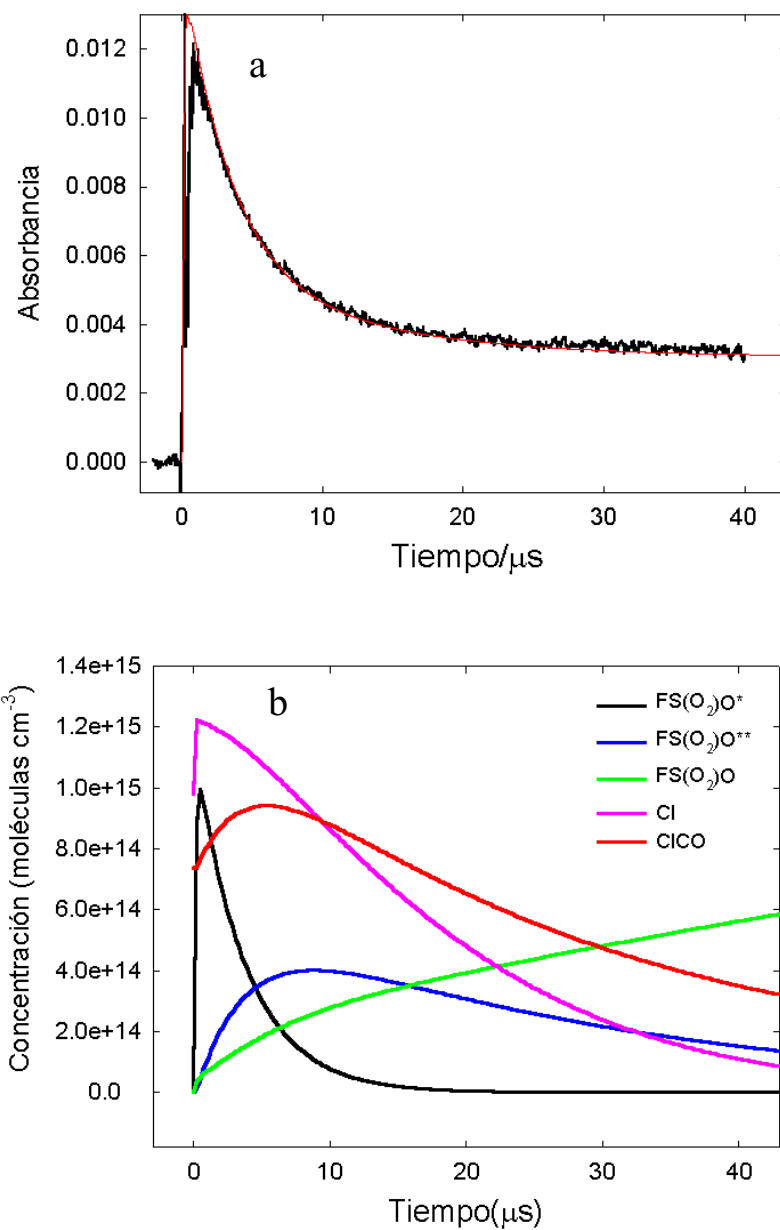 a
0.012
0.010
0.008
0.006
0.004
0.002
0.000
Absorbancia
0
10
20
30
40
Tiempo/μs
b
1.4e+15
1.2e+15
1.0e+15
8.0e+14
6.0e+14
4.0e+14
2.0e+14
0.0
Concentración (moléculas cm⁻³)
FS(O₂)O*
FS(O₂)O**
FS(O₂)O
Cl
ClCO
0
10
20
30
40
Tiempo(μs)